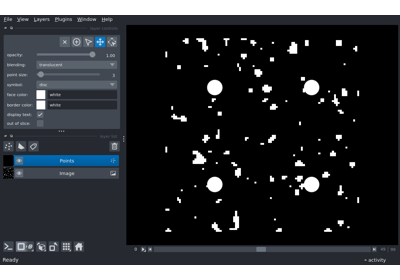 File View Layers Plugins Window Help
opacity: 1.00
blending: translucent
point size:
symbol: disc
face color: white
border color: white
display text:
out of slice:
Points
Image
Ready
activity